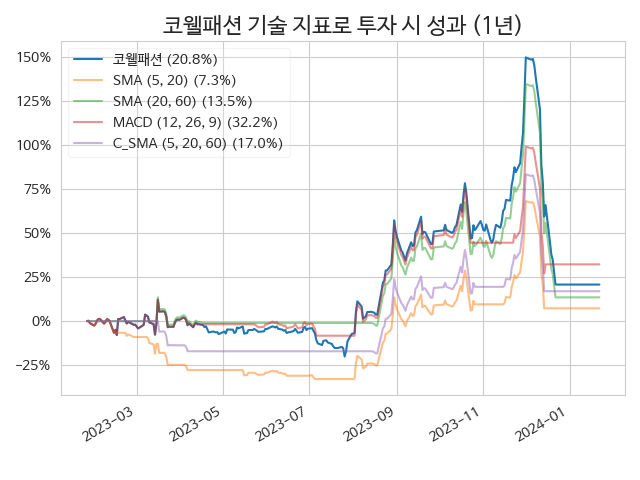 코웰패션 기술 지표로 투자 시 성과 (1년)
150%
125%
100%
75%
50%
25%
0%
−25%
코웰패션 (20.8%)
SMA (5, 20) (7.3%)
SMA (20, 60) (13.5%)
MACD (12, 26, 9) (32.2%)
C_SMA (5, 20, 60) (17.0%)
2023-03
2023-05
2023-07
2023-09
2023-11
2024-01